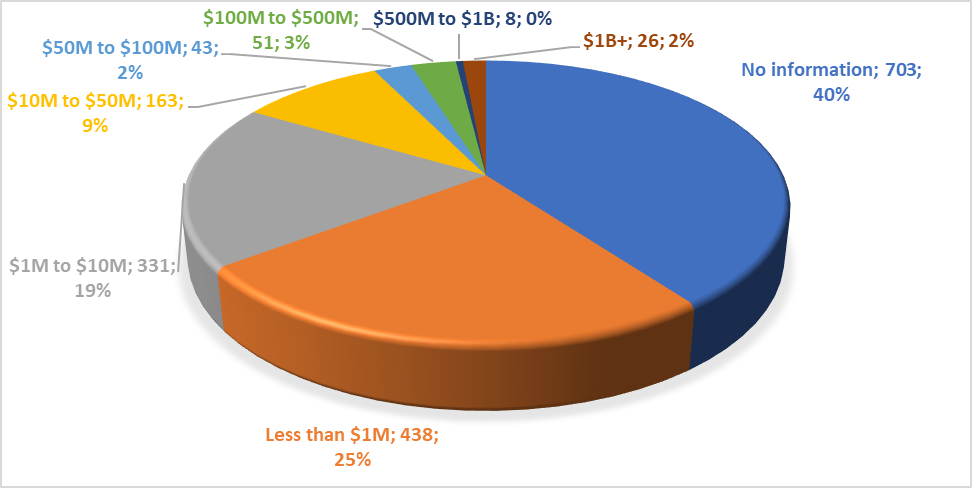 $100M to $500M;
51; 3%
$500M to $1B; 8; 0%
$1B+; 26; 2%
$50M to $100M; 43;
2%
No information; 703;
40%
$10M to $50M; 163;
9%
$1M to $10M; 331;
19%
Less than $1M; 438;
25%